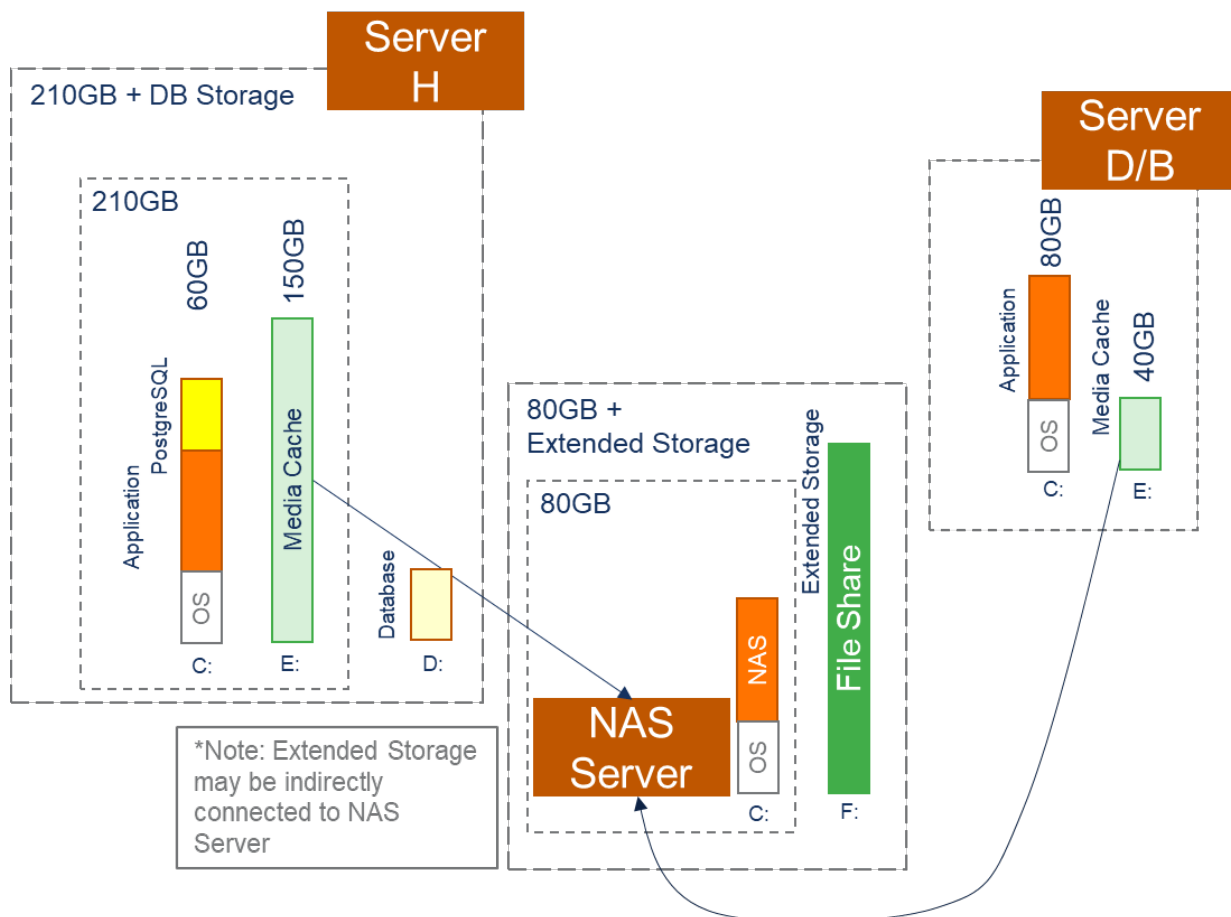 Server
H
210GB + DB Storage
210GB
60GB
150GB
PostgreSQL
Application
OS
Media Cache
C:
E:
Database
D:
*Note: Extended Storage
may be indirectly
connected to NAS
Server
80GB +
Extended Storage
80GB
NAS
Server
NAS
OS
C:
Extended Storage
File Share
F:
Server
D/B
80GB
Application
OS
C:
Media Cache
40GB
E: